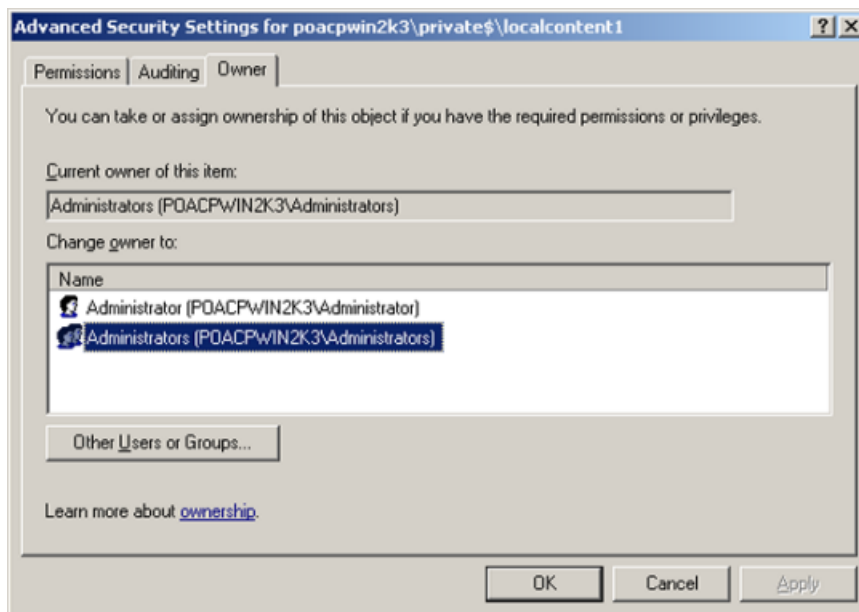 Advanced Security Settings for poacpwin2k3\private$\localcontent1
Permissions Auditing Owner
You can take or assign ownership of this object if you have the required permissions or privileges.
Current owner of this item:
Administrators (POACPWIN2K3\Administrators)
Change owner to:
Name
Administrator (POACPWIN2K3\Administrator)
Administrators (POACPWIN2K3\Administrators)
Other Users or Groups...
Learn more about ownership.
OK Cancel Apply